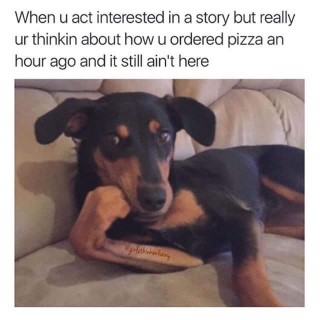 When u act interested in a story but really
ur thinkin about how u ordered pizza an
hour ago and it still ain't here